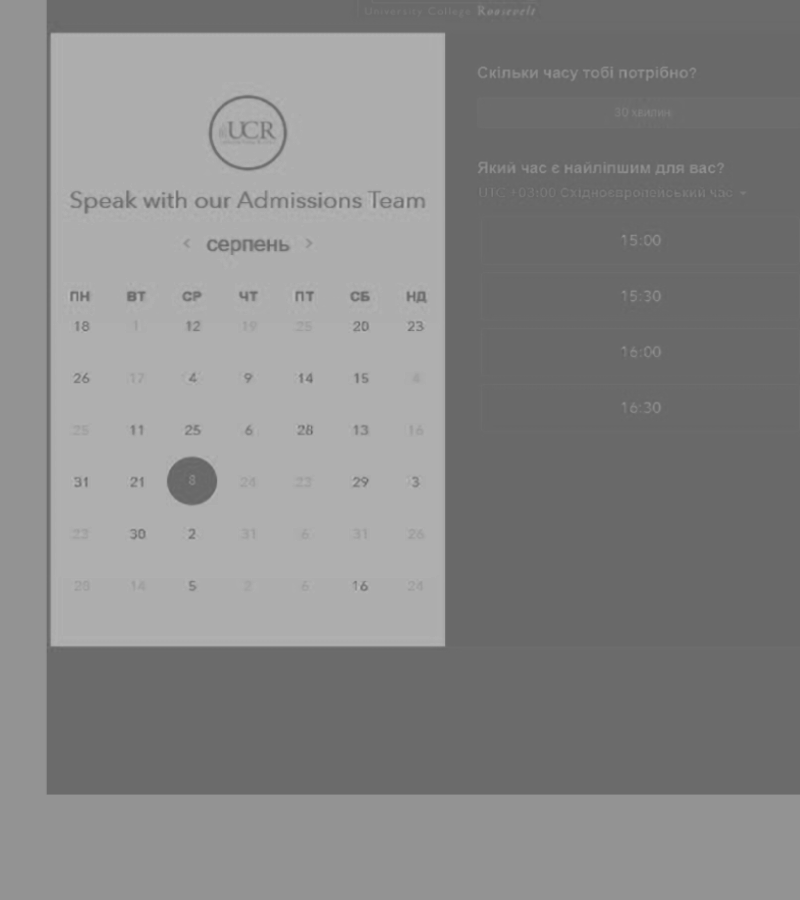 University College Roosevelt
UCR
Speak with our Admissions Team
< серпень >
ПН ВТ СР ЧТ ПТ СБ НД
18 1 12 19 25 20 23
26 17 4 9 14 15 4
25 11 25 6 28 13 16
31 21 8 24 23 29 3
22 30 2 31 6 31 26
28 14 5 2 6 16 24
Скільки часу тобі потрібно?
30 хвилин
Який час є найліпшим для вас?
UTC +03:00 Східноєвропейський час
15:00
15:30
16:00
16:30